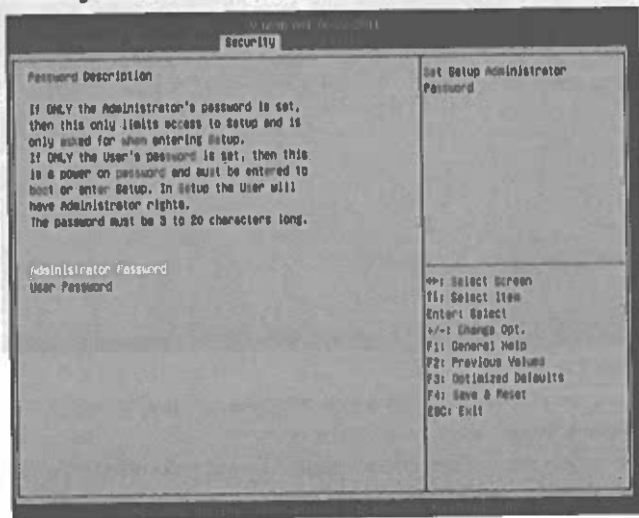 Security
Password Description
If ONLY the Administrator's password is set,
then this only limits access to Setup and is
only asked for when entering Setup.
If ONLY the User's password is set, then this
is a power on password and must be entered to
boot or enter Setup. In Setup the User will
have Administrator rights.
The password must be 3 to 20 characters long.
Administrator Password
User Password
Set Setup Administrator
Password
: Select Screen
: Select Item
Enter: Select
+/-: Change Opt.
F1: General Help
F2: Previous Values
F3: Optimized Defaults
F4: Save & Reset
ESC: Exit